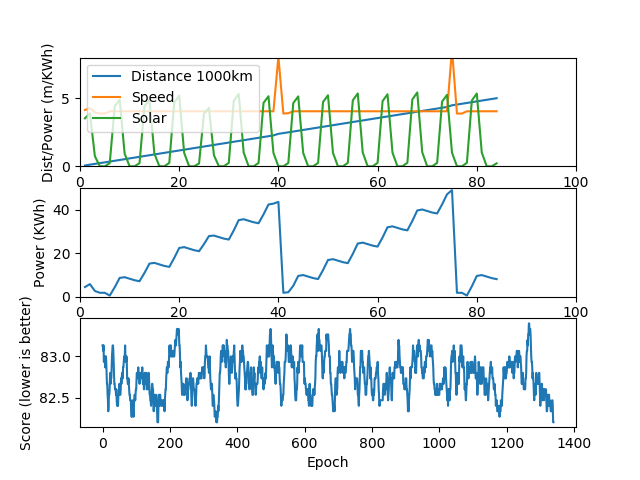 Dist/Power (m/KWh)
5
0
Distance 1000km
Speed
Solar
0 20 40 60 80 100
Power (KWh)
40
20
0
0 20 40 60 80 100
Score (lower is better)
83.0
82.5
0 200 400 600 800 1000 1200 1400
Epoch